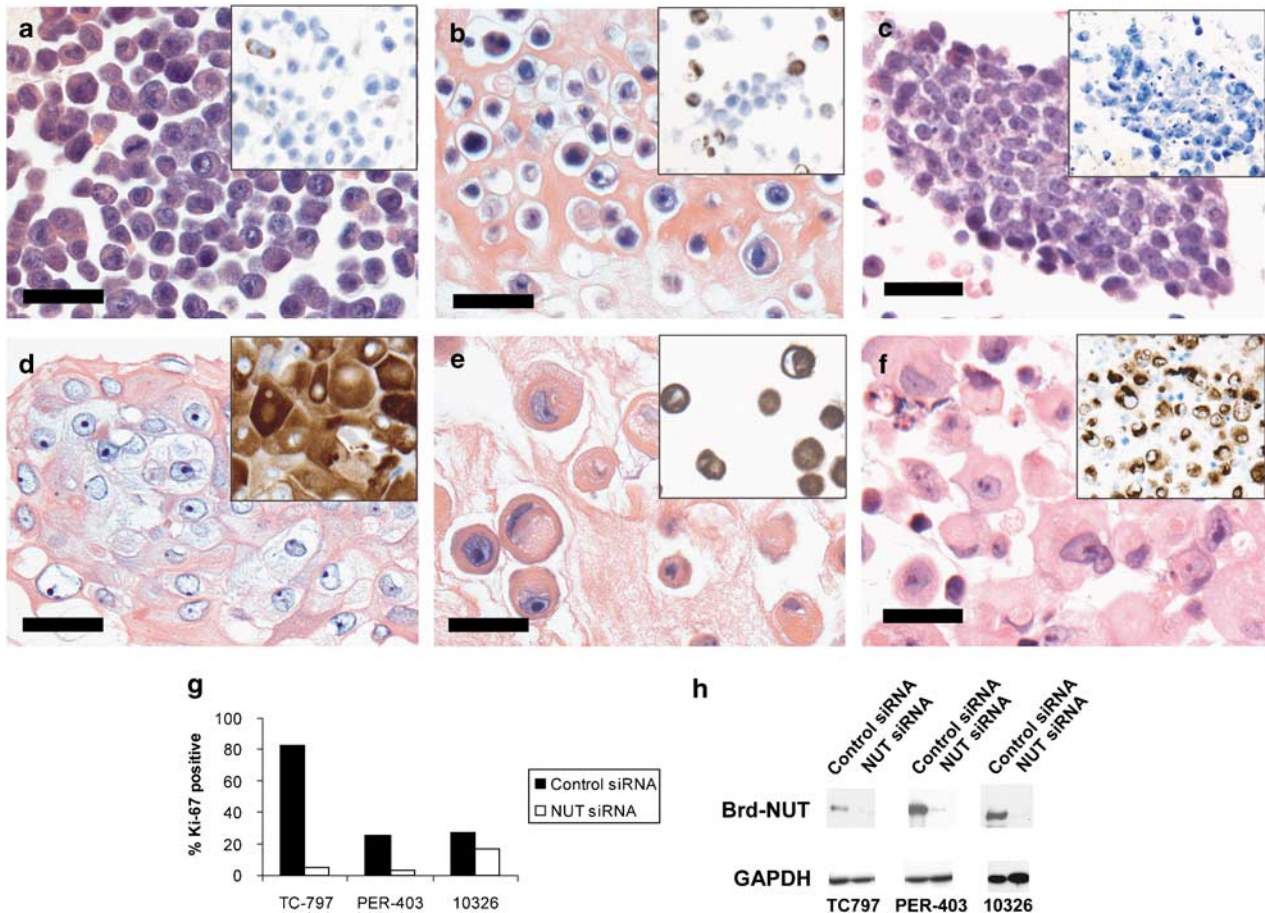 a
b
c
d
e
f
g
100
80
60
40
20
0
% Ki-67 positive
Control siRNA
NUT siRNA
TC-797 PER-403 10326
h
Control siRNA
NUT siRNA
Control siRNA
NUT siRNA
Control siRNA
NUT siRNA
Brd-NUT
GAPDH
TC797 PER-403 10326